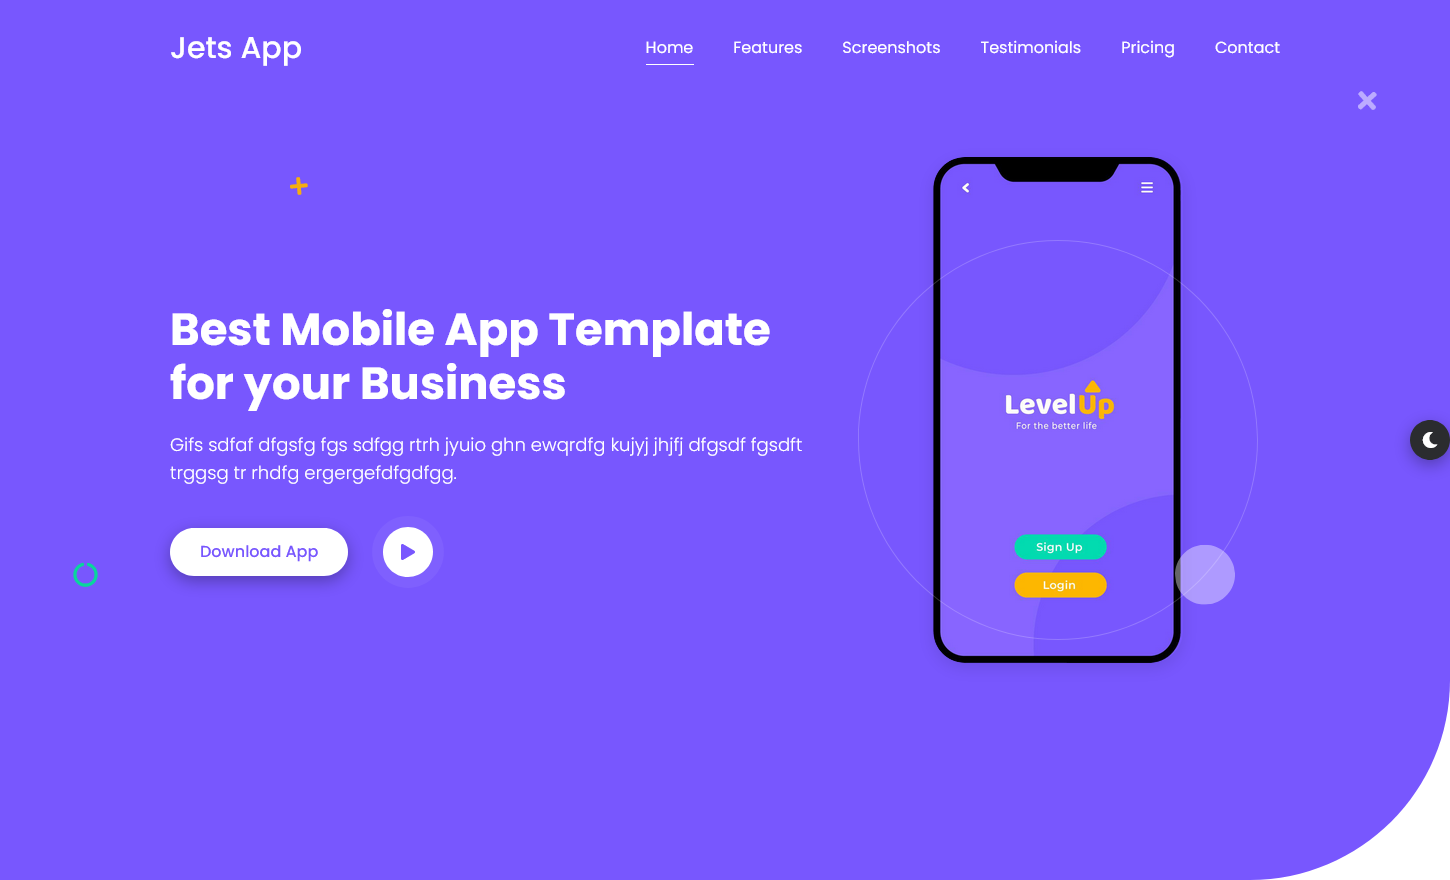 Jets App
Home Features Screenshots Testimonials Pricing Contact
Best Mobile App Template
for your Business
Gifs sdfaf dfgsfg fgs sdfgg rtrh jyuio ghn ewqrdfg kujyj jhjfj dfgsdf fgsdft
trggsg tr rhdfg ergergefdfgdfgg.
Download App
LevelUp
For the better life
Sign Up
Login